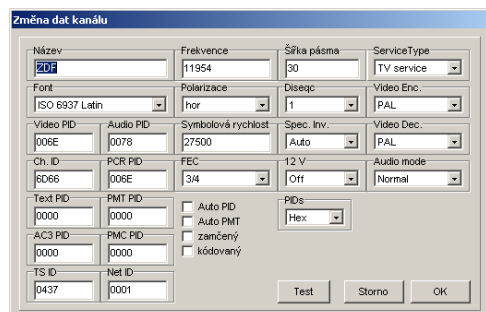 Změna dat kanálu
Název Frekvence Šířka pásma ServiceType
ZDF 11954 30 TV service
Font Polarizace Diseqc Video Enc.
ISO 6937 Latin hor 1 PAL
Video PID Audio PID Symbolová rychlost Spec. Inv. Video Dec.
006E 0078 27500 Auto PAL
Ch. ID PCR PID FEC 12 V Audio mode
6D66 006E 3/4 Off Normal
Text PID PMT PID Auto PID PIDs
0000 0000 Auto PMT Hex
AC3 PID PMC PID zamčený
0000 0000 kódovaný
TS ID Net ID
0437 0001 Test Storno OK